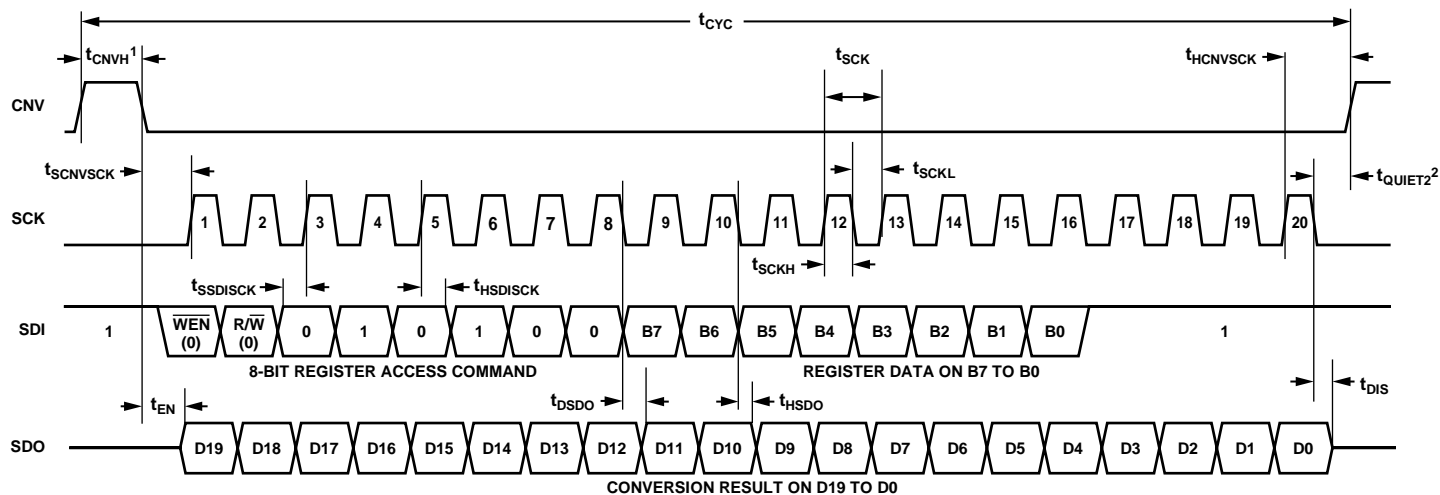 tCYC
tCNVH1 tSCK tHCNVSCK
CNV
tSCNVSCK tSCKL tQUIET22
SCK 1 2 3 4 5 6 7 8 9 10 11 12 13 14 15 16 17 18 19 20
tSCKH
tSSDISCK tHSDISCK
SDI 1 WEN (0) R/W (0) 0 1 0 1 0 0 B7 B6 B5 B4 B3 B2 B1 B0 1
8-BIT REGISTER ACCESS COMMAND REGISTER DATA ON B7 TO B0
tEN tDSDO tHSDO tDIS
SDO D19 D18 D17 D16 D15 D14 D13 D12 D11 D10 D9 D8 D7 D6 D5 D4 D3 D2 D1 D0
CONVERSION RESULT ON D19 TO D0